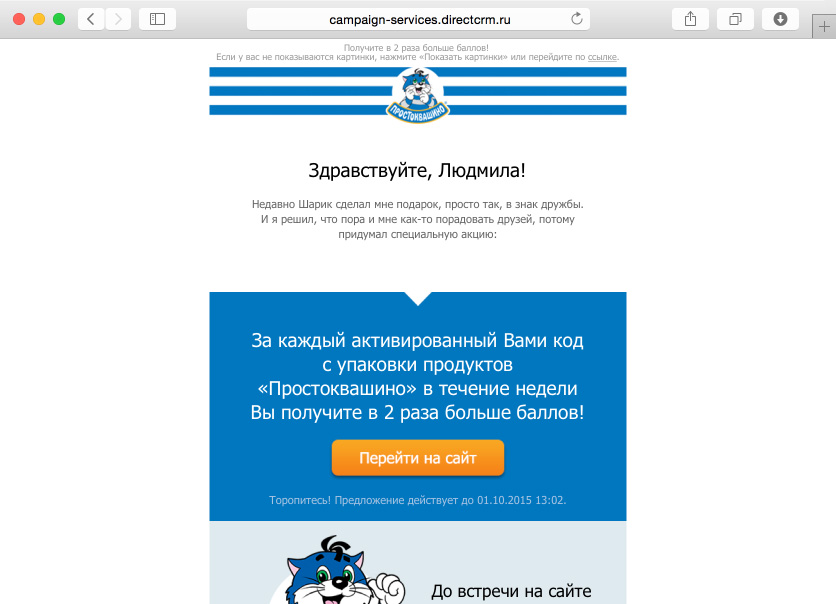 campaign-services.directcrm.ru
Получите в 2 раза больше баллов!
Если у вас не показываются картинки, нажмите «Показать картинки» или перейдите по ссылке.
ПРОСТОКВАШИНО
Здравствуйте, Людмила!
Недавно Шарик сделал мне подарок, просто так, в знак дружбы.
И я решил, что пора и мне как-то порадовать друзей, потому
придумал специальную акцию:
За каждый активированный Вами код
с упаковки продуктов
«Простоквашино» в течение недели
Вы получите в 2 раза больше баллов!
Перейти на сайт
Торопитесь! Предложение действует до 01.10.2015 13:02.
До встречи на сайте